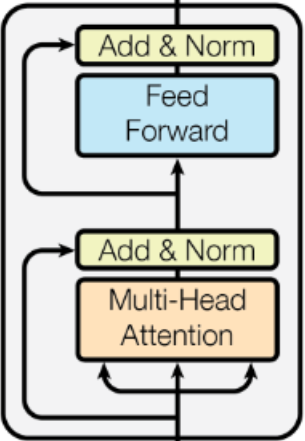 Add & Norm
Feed
Forward
Add & Norm
Multi-Head
Attention